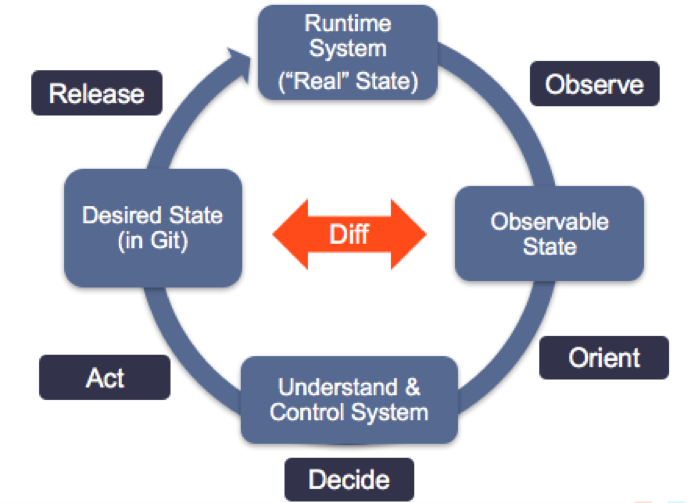 Runtime
System
(“Real” State)
Release
Observe
Desired State
(in Git)
Diff
Observable
State
Act
Orient
Understand &
Control System
Decide